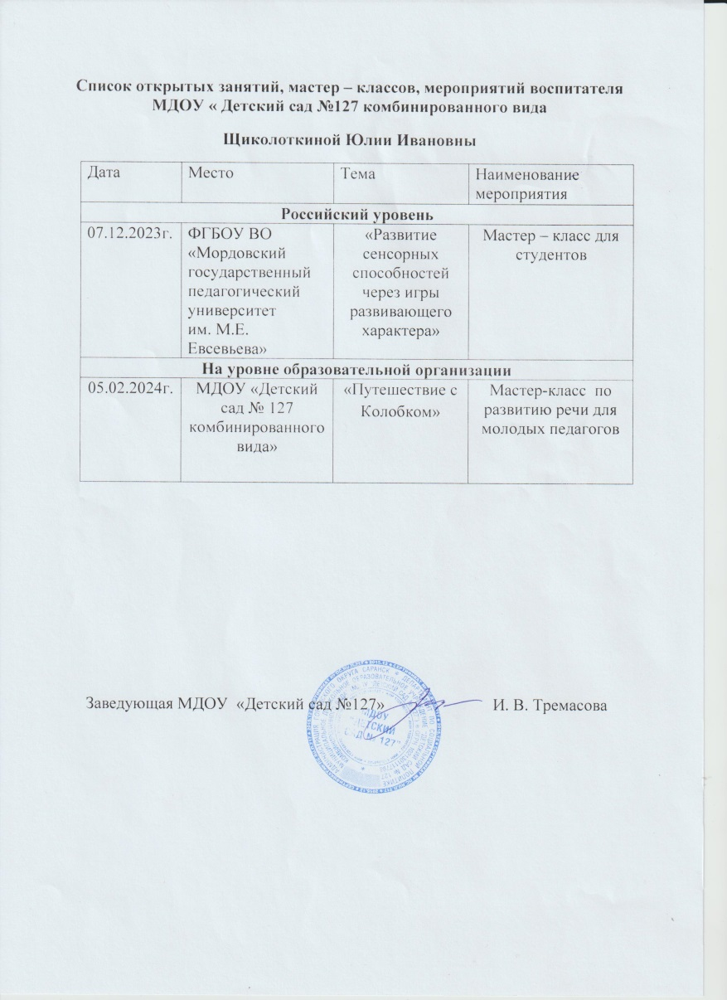 Список открытых занятий, мастер – классов, мероприятий воспитателя
МДОУ « Детский сад №127 комбинированного вида
Щиколоткиной Юлии Ивановны
Дата Место Тема Наименование
мероприятия
Российский уровень
07.12.2023г.
ФГБОУ ВО
«Мордовский
государственный
педагогический
университет
им. М.Е.
Евсевьева»
«Развитие
сенсорных
способностей
через игры
развивающего
характера»
Мастер – класс для
студентов
На уровне образовательной организации
05.02.2024г.
МДОУ «Детский
сад № 127
комбинированного
вида»
«Путешествие с
Колобком»
Мастер-класс по
развитию речи для
молодых педагогов
Заведующая МДОУ «Детский сад №127» И. В. Тремасова
МДОУ
"ДЕТСКИЙ
САД № 127"